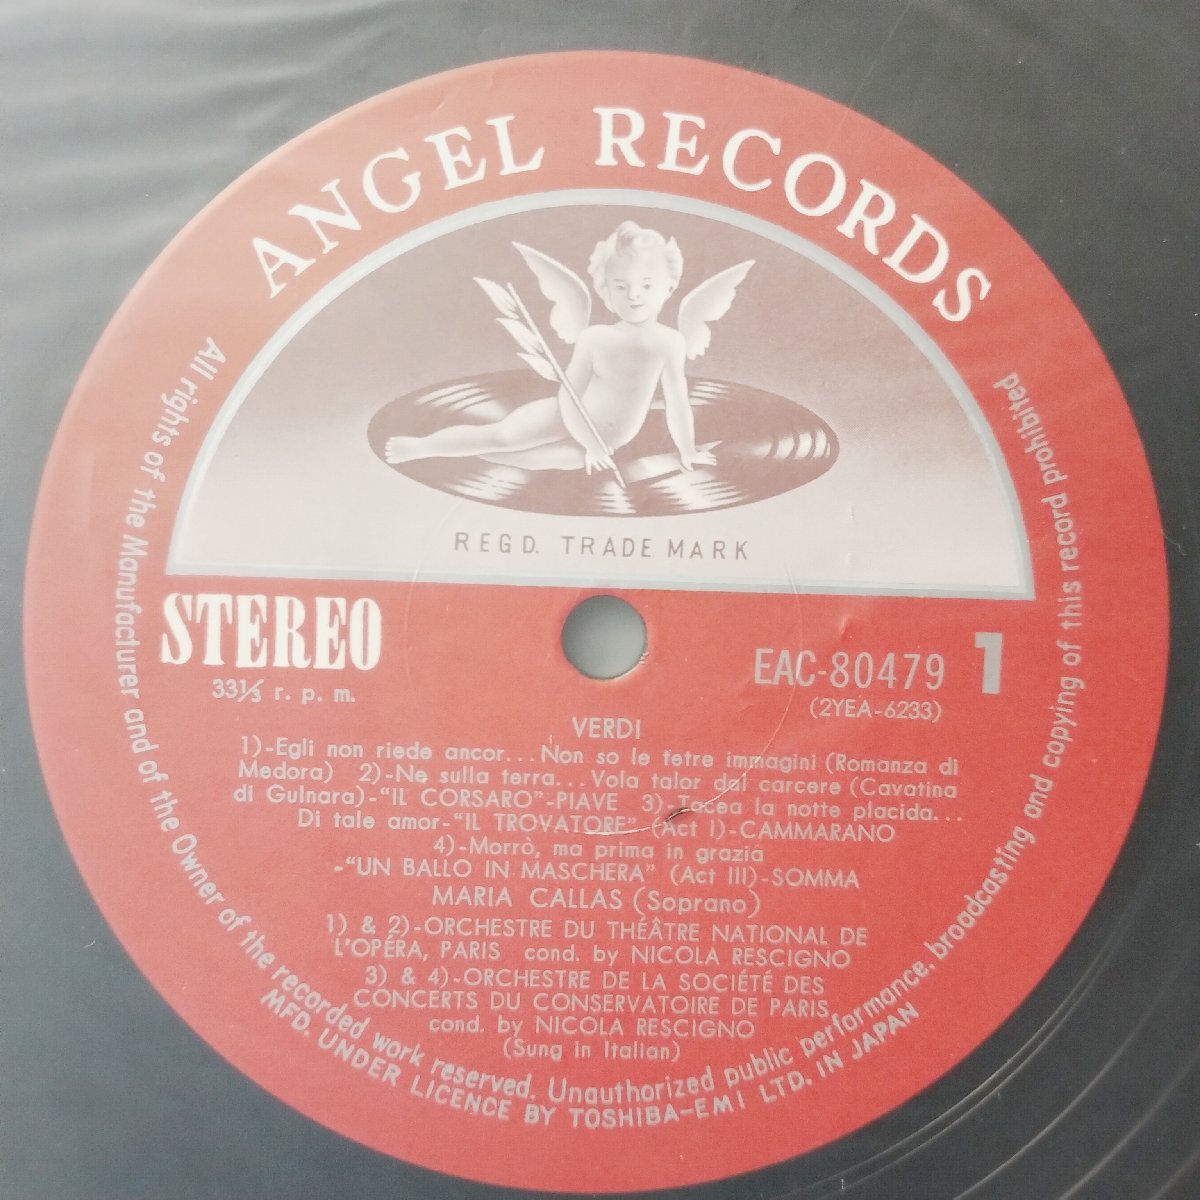 ANGEL RECORDS
REGD. TRADE MARK
STEREO
33⅓ r. p. m.
EAC-80479 1
(2YEA-6233)
VERDI
1)-Egli non riede ancor... Non so le tetre immagini (Romanza di
Medora) 2)-Ne sulla terra... Vola talor dal carcere (Cavatina
di Gulnara)-“IL CORSARO”-PIAVE 3)-Tacea la notte placida...
Di tale amor-“IL TROVATORE” (Act I)-CAMMARANO
4)-Morrò, ma prima in grazia
-“UN BALLO IN MASCHERA” (Act III)-SOMMA
MARIA CALLAS (Soprano)
1) & 2)-ORCHESTRE DU THÉÂTRE NATIONAL DE
L'OPÉRA, PARIS cond. by NICOLA RESCIGNO
3) & 4)-ORCHESTRE DE LA SOCIÉTÉ DES
CONCERTS DU CONSERVATOIRE DE PARIS
cond. by NICOLA RESCIGNO
(Sung in Italian)
All rights of the Manufacturer and of the Owner of the recorded work reserved. Unauthorized public performance, broadcasting and copying of this record prohibited
MFD. UNDER LICENCE BY TOSHIBA-EMI LTD. IN JAPAN